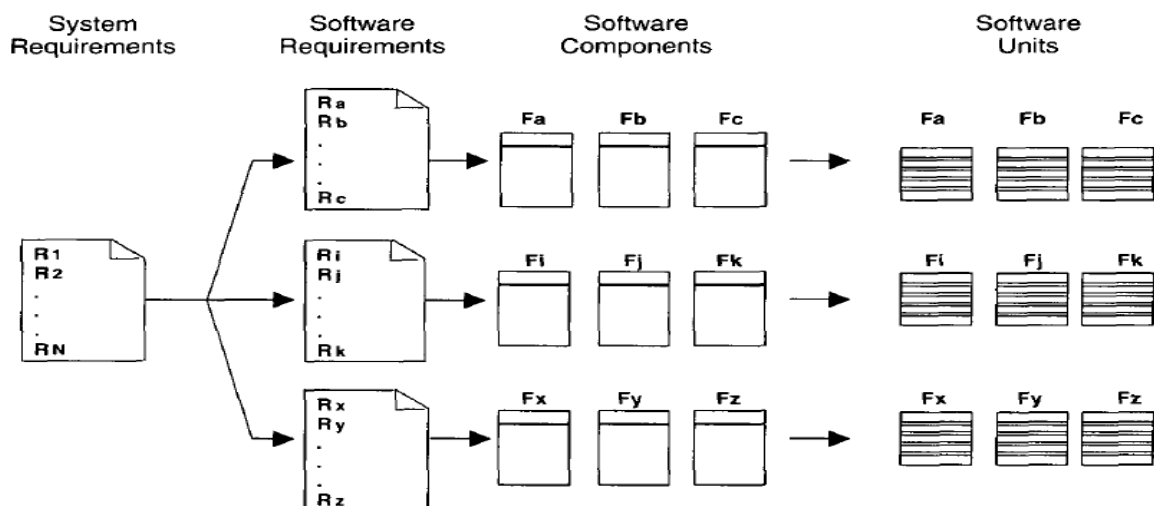 System
Requirements
Software
Requirements
Software
Components
Software
Units
Ra
Rb
.
.
.
Rc
Fa Fb Fc
Fa Fb Fc
R1
R2
.
.
.
RN
Ri
Rj
.
.
.
Rk
Fi Fj Fk
Fi Fj Fk
Rx
Ry
.
.
.
Rz
Fx Fy Fz
Fx Fy Fz